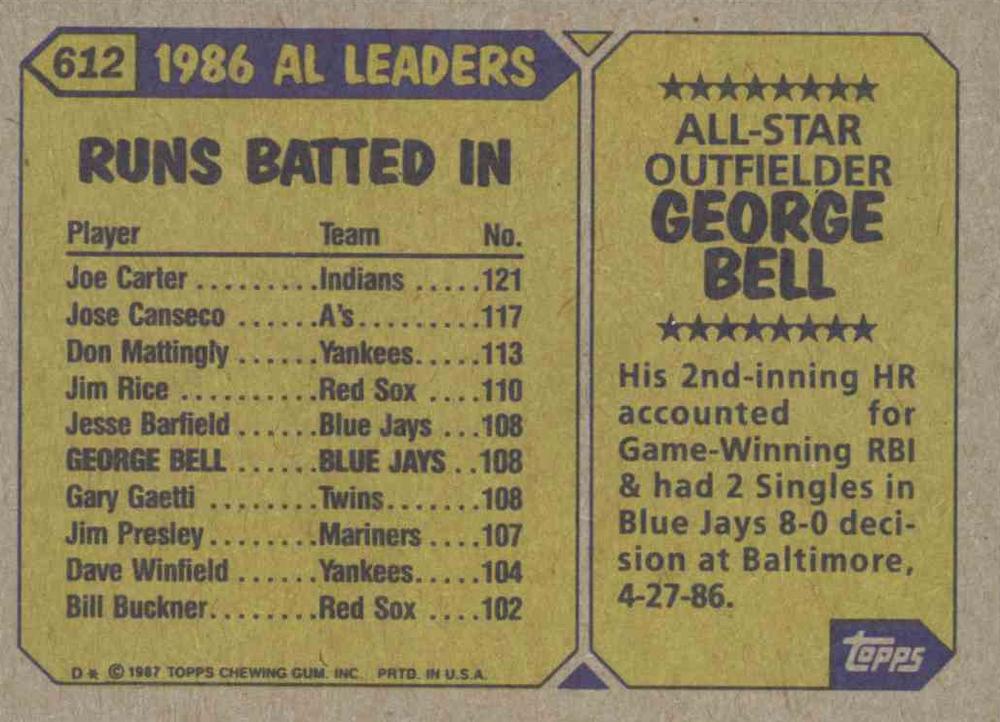 612 1986 AL LEADERS
RUNS BATTED IN
Player Team No.
Joe Carter .........Indians .....121
Jose Canseco ......A's.........117
Don Mattingly ......Yankees.....113
Jim Rice ..........Red Sox ....110
Jesse Barfield ......Blue Jays ...108
GEORGE BELL ......BLUE JAYS ..108
Gary Gaetti ........Twins.......108
Jim Presley........Mariners ....107
Dave Winfield ......Yankees.....104
Bill Buckner........Red Sox ....102
D* © 1987 TOPPS CHEWING GUM. INC. PRTD. IN U.S.A.
★★★★★★★★
ALL-STAR
OUTFIELDER
GEORGE
BELL
★★★★★★★★
His 2nd-inning HR
accounted for
Game-Winning RBI
& had 2 Singles in
Blue Jays 8-0 deci-
sion at Baltimore,
4-27-86.
topps